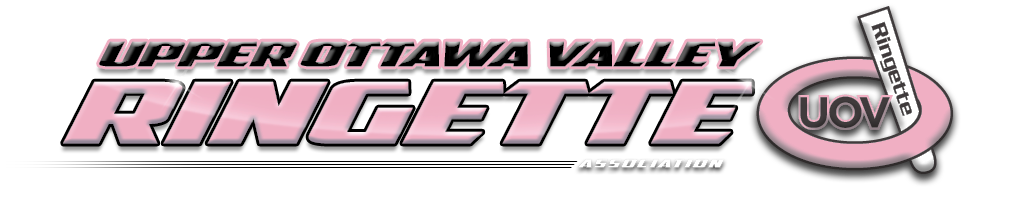 UPPER OTTAWA VALLEY
RINGETTE
ASSOCIATION
Ringette
UOV